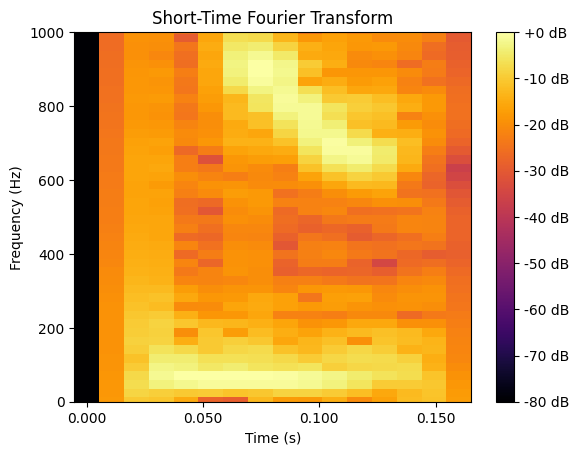 Short-Time Fourier Transform
Frequency (Hz)
1000
800
600
400
200
0
0.000
0.050
0.100
0.150
Time (s)
+0 dB
-10 dB
-20 dB
-30 dB
-40 dB
-50 dB
-60 dB
-70 dB
-80 dB